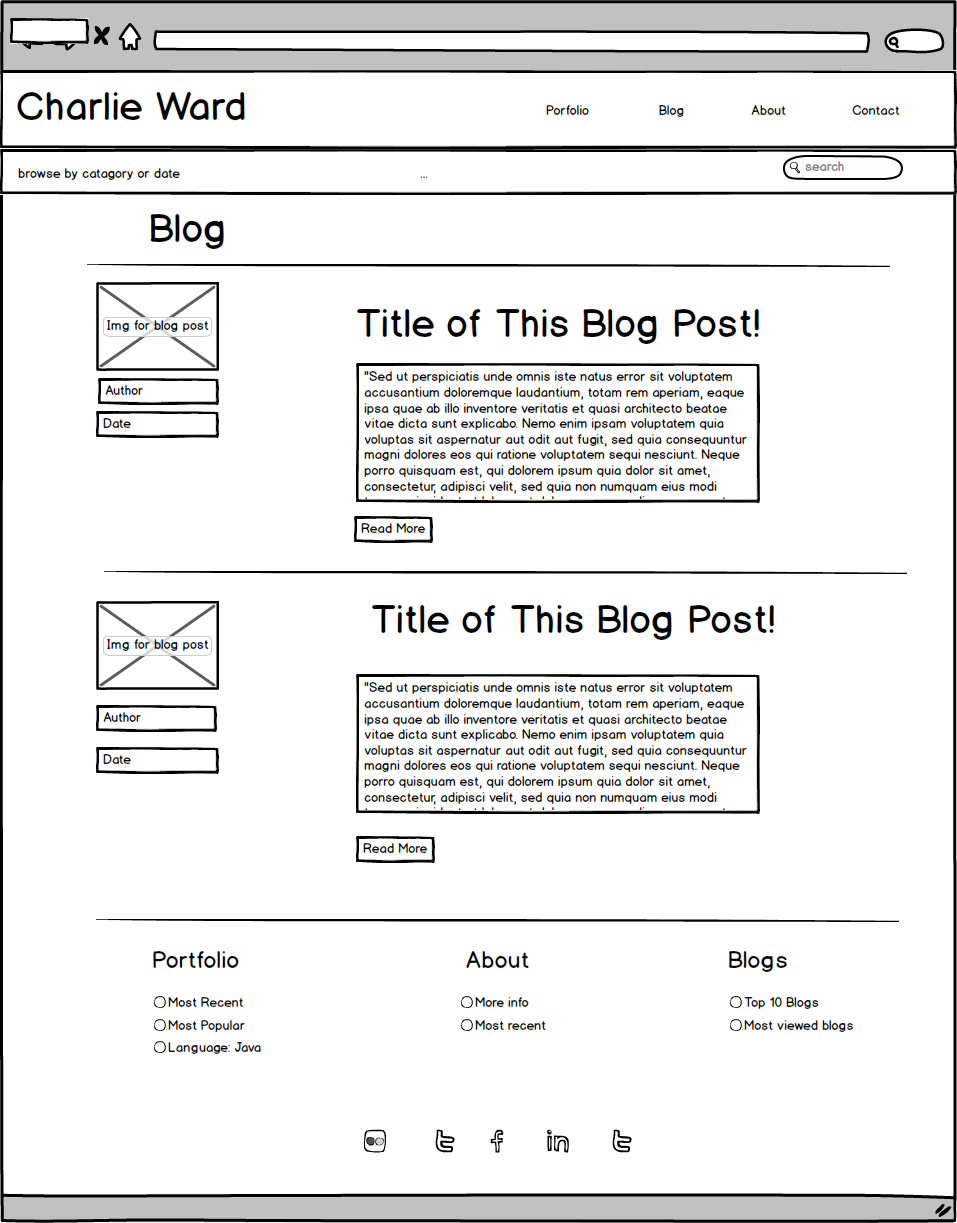 Charlie Ward
Porfolio Blog About Contact
browse by catagory or date
...
search
Blog
Img for blog post
Author
Date
Title of This Blog Post!
"Sed ut perspiciatis unde omnis iste natus error sit voluptatem
accusantium doloremque laudantium, totam rem aperiam, eaque
ipsa quae ab illo inventore veritatis et quasi architecto beatae
vitae dicta sunt explicabo. Nemo enim ipsam voluptatem quia
voluptas sit aspernatur aut odit aut fugit, sed quia consequuntur
magni dolores eos qui ratione voluptatem sequi nesciunt. Neque
porro quisquam est, qui dolorem ipsum quia dolor sit amet,
consectetur, adipisci velit, sed quia non numquam eius modi
Read More
Img for blog post
Author
Date
Title of This Blog Post!
"Sed ut perspiciatis unde omnis iste natus error sit voluptatem
accusantium doloremque laudantium, totam rem aperiam, eaque
ipsa quae ab illo inventore veritatis et quasi architecto beatae
vitae dicta sunt explicabo. Nemo enim ipsam voluptatem quia
voluptas sit aspernatur aut odit aut fugit, sed quia consequuntur
magni dolores eos qui ratione voluptatem sequi nesciunt. Neque
porro quisquam est, qui dolorem ipsum quia dolor sit amet,
consectetur, adipisci velit, sed quia non numquam eius modi
Read More
Portfolio
Most Recent
Most Popular
Language: Java
About
More info
Most recent
Blogs
Top 10 Blogs
Most viewed blogs